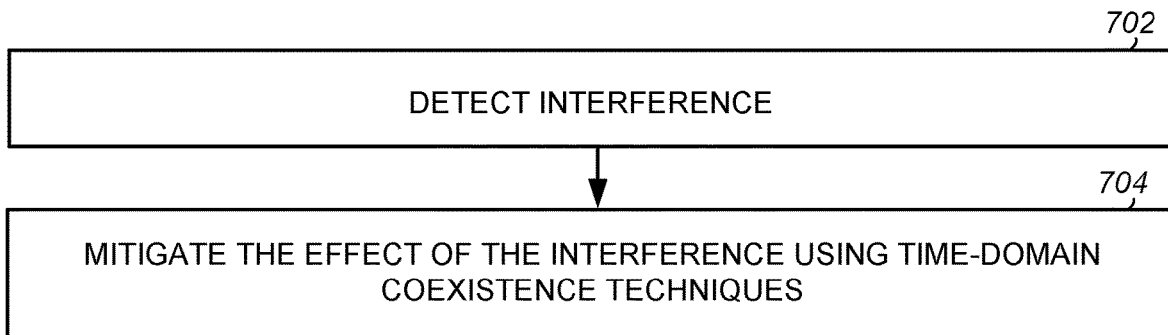 702
DETECT INTERFERENCE
704
MITIGATE THE EFFECT OF THE INTERFERENCE USING TIME-DOMAIN
COEXISTENCE TECHNIQUES